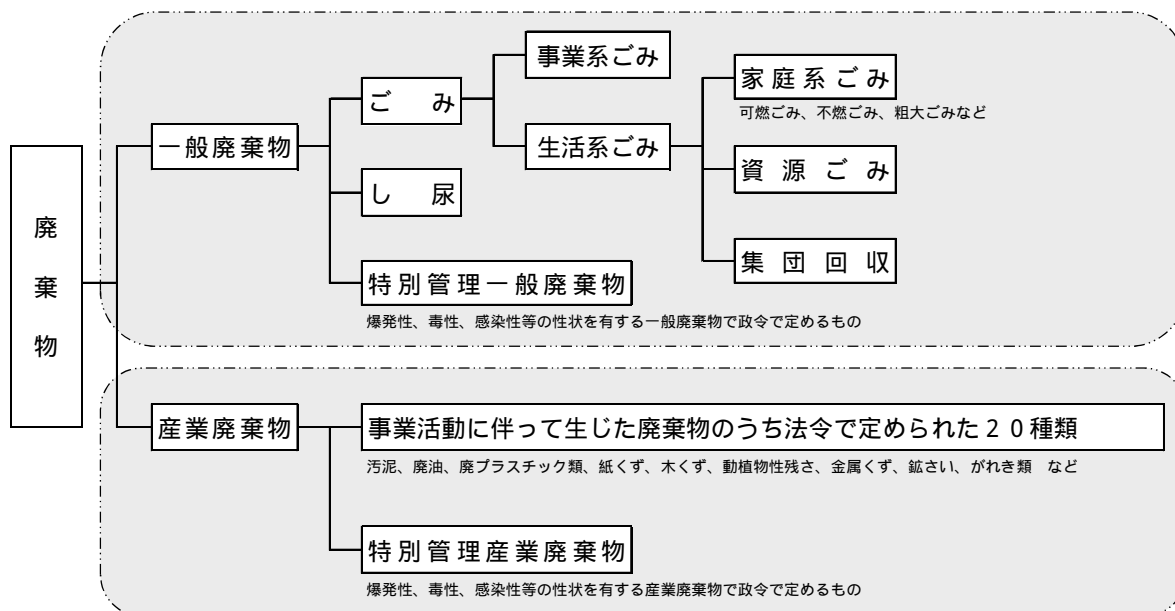 廃棄物
一般廃棄物
ごみ
事業系ごみ
生活系ごみ
家庭系ごみ
可燃ごみ、不燃ごみ、粗大ごみなど
資源ごみ
集団回収
し尿
特別管理一般廃棄物
爆発性、毒性、感染性等の性状を有する一般廃棄物で政令で定めるもの
産業廃棄物
事業活動に伴って生じた廃棄物のうち法令で定められた20種類
汚泥、廃油、廃プラスチック類、紙くず、木くず、動植物性残さ、金属くず、鉱さい、がれき類 など
特別管理産業廃棄物
爆発性、毒性、感染性等の性状を有する産業廃棄物で政令で定めるもの